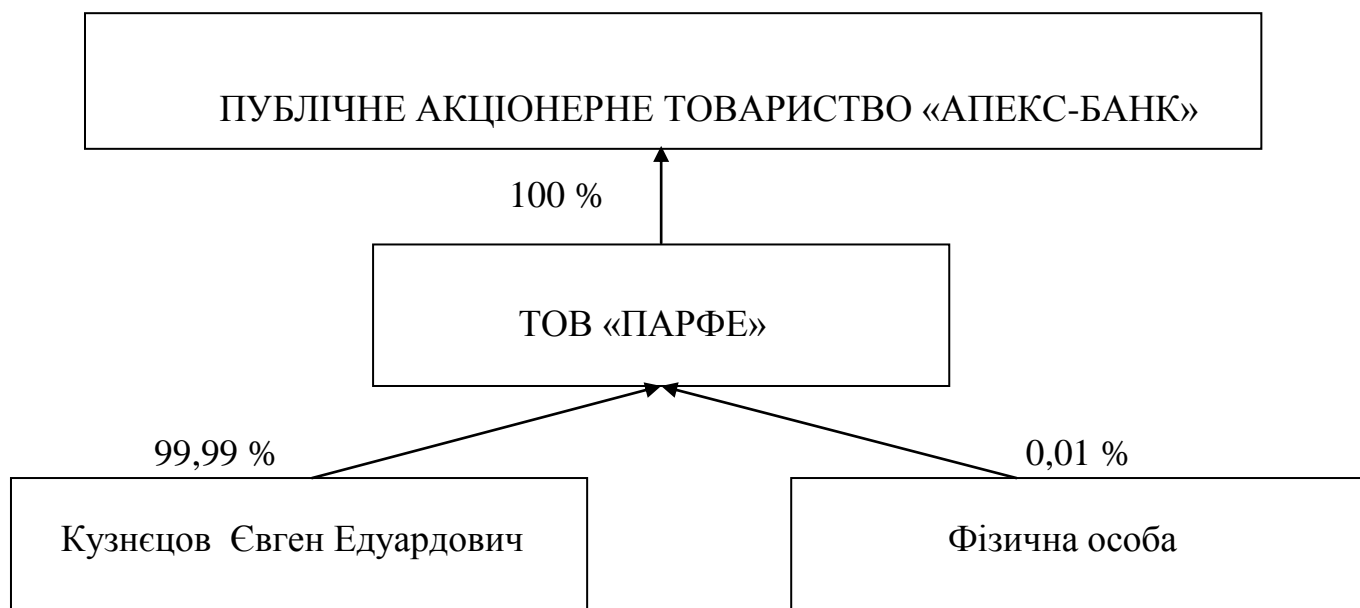 ПУБЛІЧНЕ АКЦІОНЕРНЕ ТОВАРИСТВО «АПЕКС-БАНК»
100 %
ТОВ «ПАРФЕ»
99,99 %
0,01 %
Кузнєцов Євген Едуардович
Фізична особа